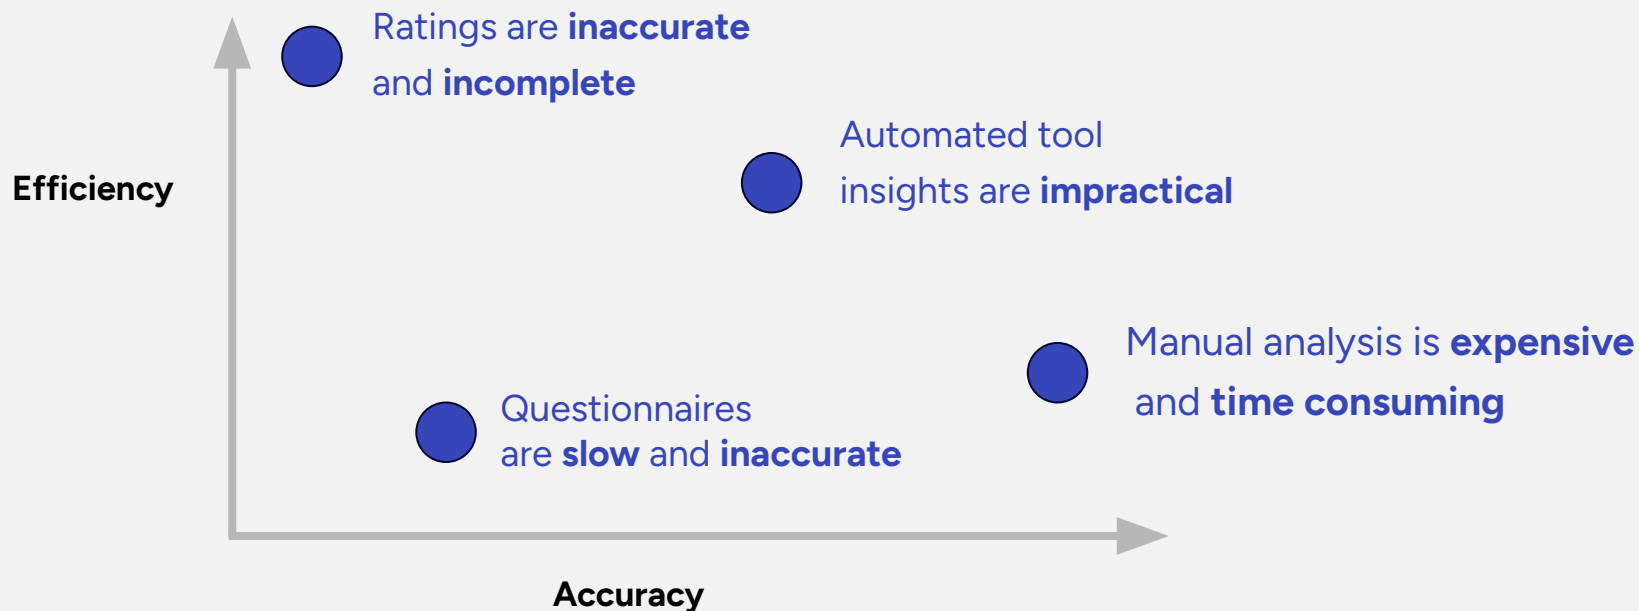 Ratings are inaccurate
and incomplete
Automated tool
insights are impractical
Efficiency
Manual analysis is expensive
and time consuming
Questionnaires
are slow and inaccurate
Accuracy